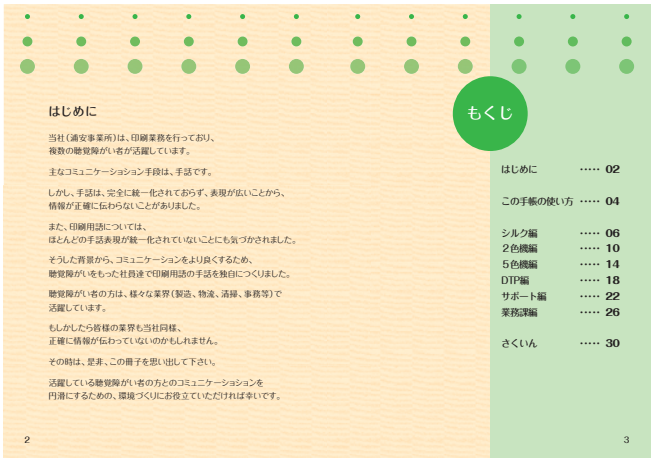 はじめに
当社（浦安事業所）は、印刷業務を行っており、
複数の聴覚障がい者が活躍しています。
主なコミュニケーションション手段は、手話です。
しかし、手話は、完全に統一化されておらず、表現が広いことから、
情報が正確に伝わらないことがありました。
また、印刷用語については、
ほとんどの手話表現が統一化されていないことにも気づかされました。
そうした背景から、コミュニケーションをより良くするため、
聴覚障がいをもった社員達で印刷用語の手話を独自につくりました。
聴覚障がい者の方は、様々な業界（製造、物流、清掃、事務等）で
活躍しています。
もしかしたら皆様の業界も当社同様、
正確に情報が伝わっていないのかもしれません。
その時は、是非、この冊子を思い出して下さい。
活躍している聴覚障がい者の方とのコミュニケーションションを
円滑にするための、環境づくりにお役立ていただければ幸いです。
2
もくじ
はじめに ····· 02
この手帳の使い方 ····· 04
シルク編 ····· 06
2色機編 ····· 10
5色機編 ····· 14
DTP編 ····· 18
サポート編 ····· 22
業務課編 ····· 26
さくいん ····· 30
3